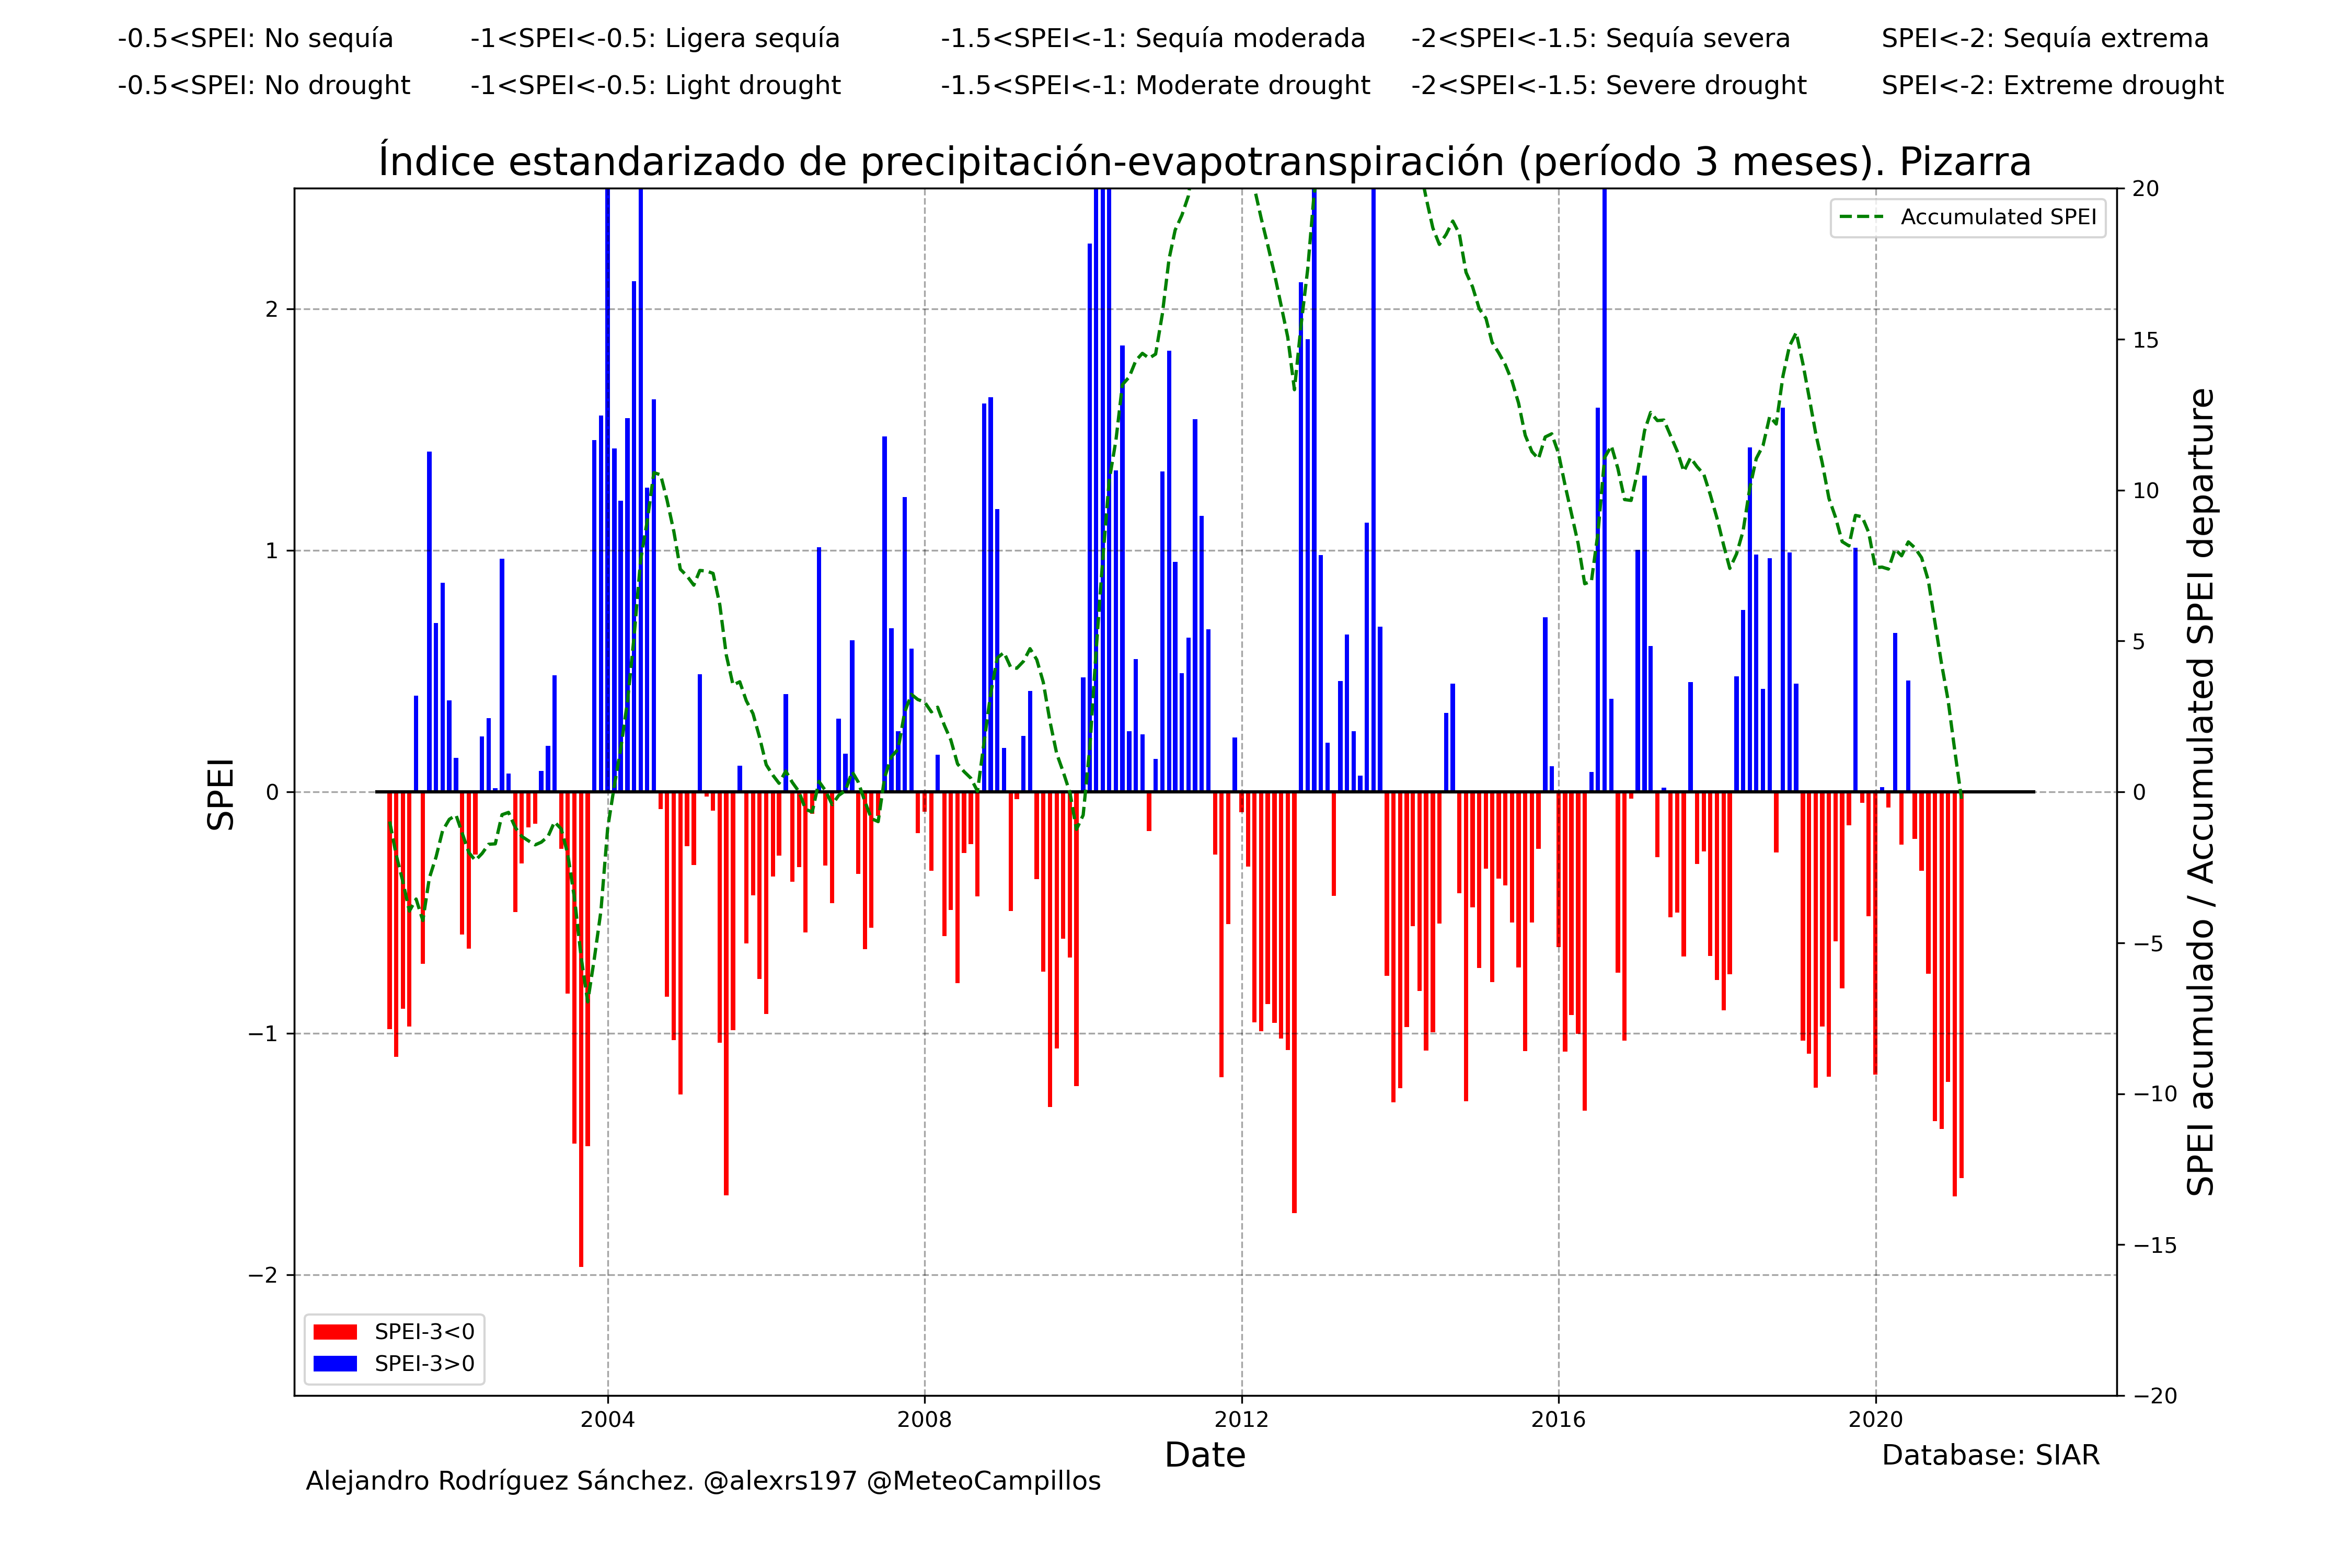 -0.5<SPEI: No sequía -1<SPEI<-0.5: Ligera sequía -1.5<SPEI<-1: Sequía moderada -2<SPEI<-1.5: Sequía severa SPEI<-2: Sequía extrema
-0.5<SPEI: No drought -1<SPEI<-0.5: Light drought -1.5<SPEI<-1: Moderate drought -2<SPEI<-1.5: Severe drought SPEI<-2: Extreme drought
Índice estandarizado de precipitación-evapotranspiración (período 3 meses). Pizarra
Accumulated SPEI
SPEI
2
1
0
−1
−2
20
15
10
5
0
−5
−10
−15
−20
SPEI acumulado / Accumulated SPEI departure
SPEI-3<0
SPEI-3>0
2004 2008 2012 2016 2020
Date
Database: SIAR
Alejandro Rodríguez Sánchez. @alexrs197 @MeteoCampillos